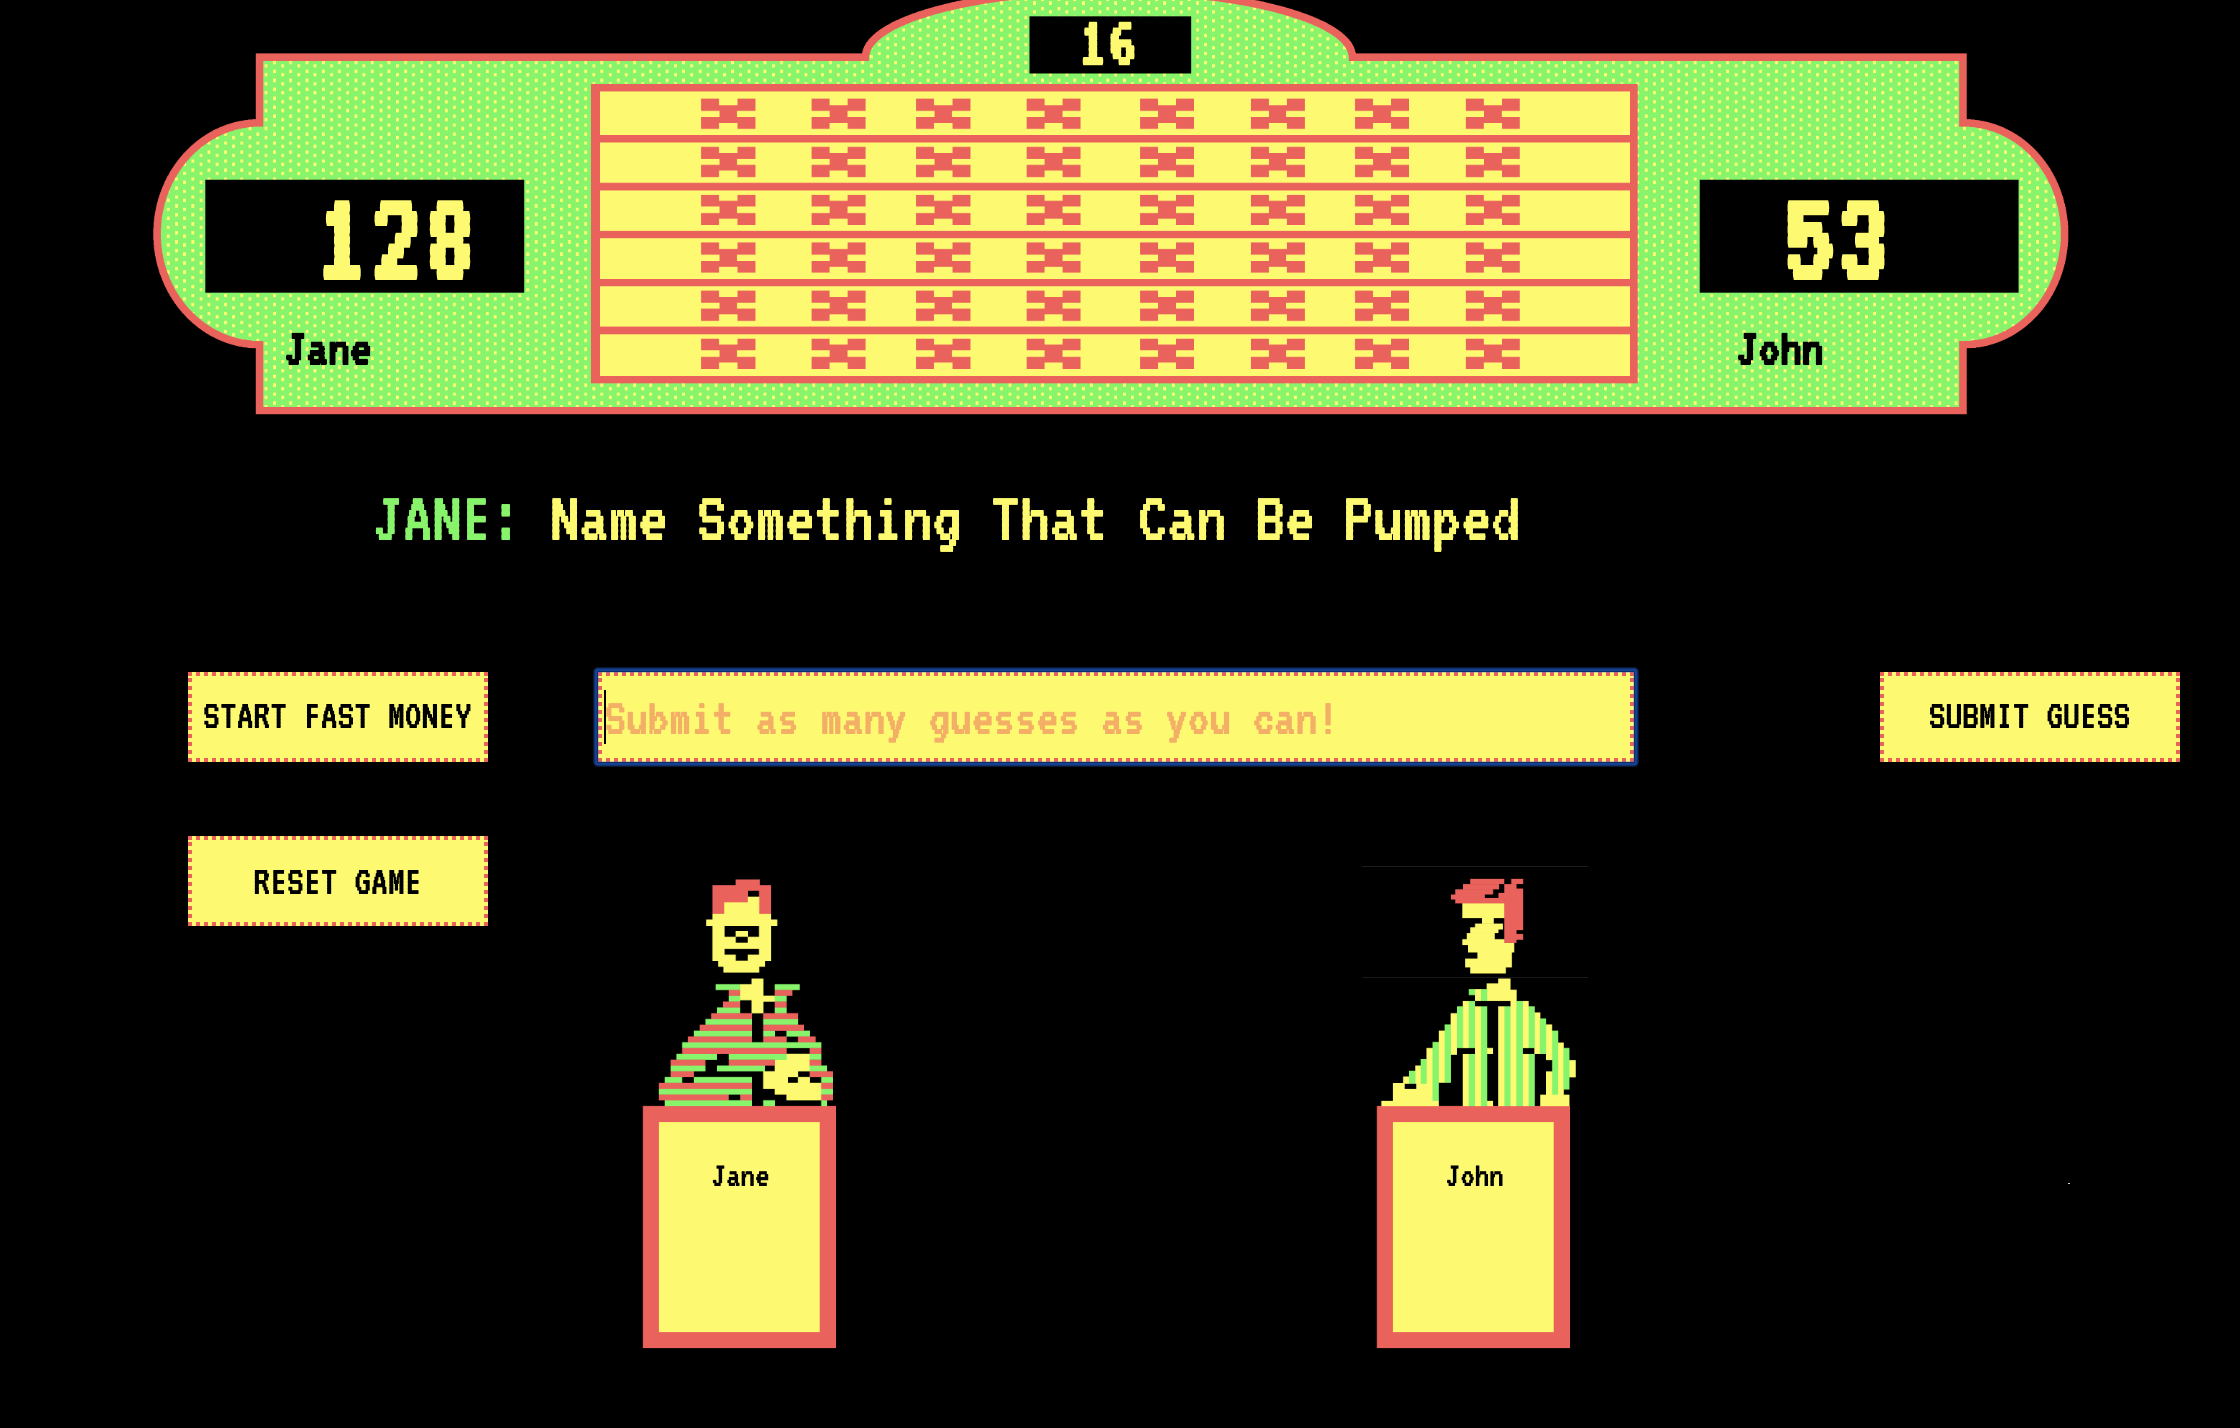 16
128
53
Jane
John
JANE: Name Something That Can Be Pumped
START FAST MONEY
Submit as many guesses as you can!
SUBMIT GUESS
RESET GAME
Jane
John